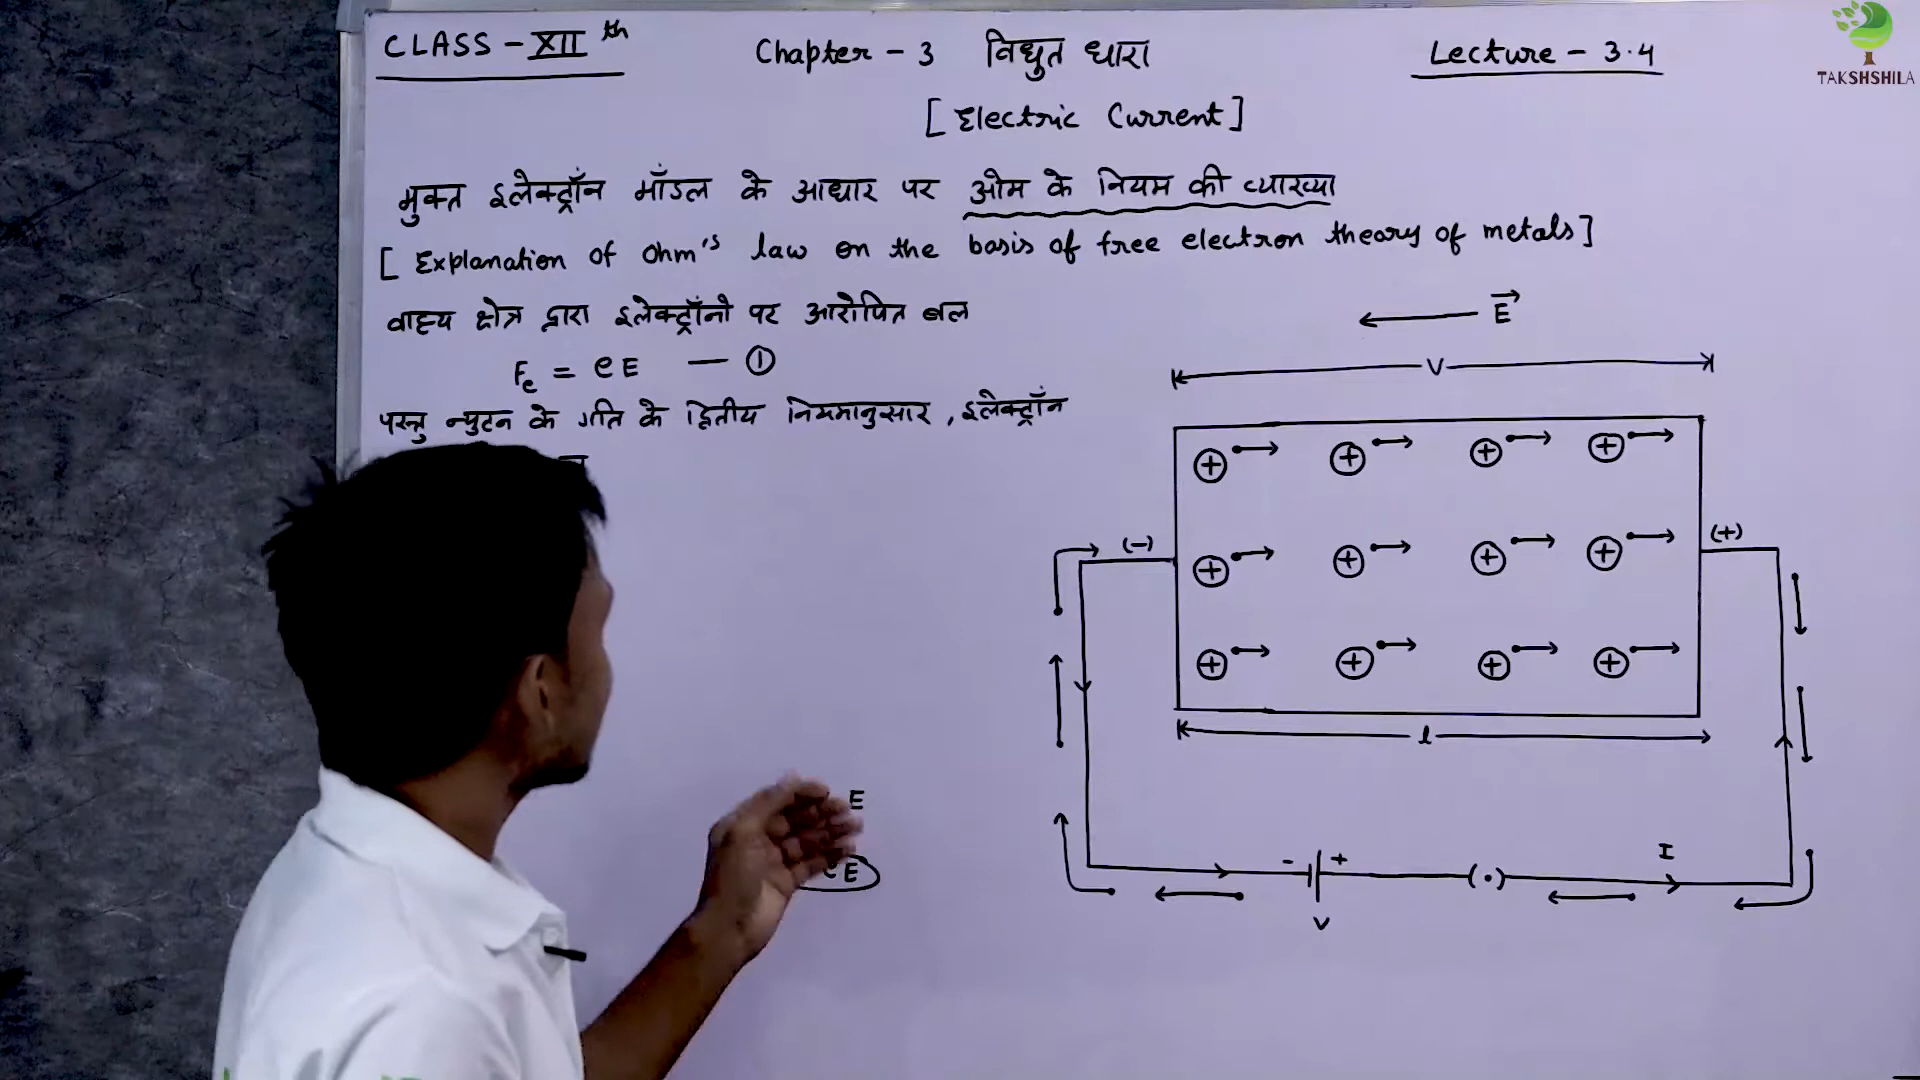 CLASS - XII th
Chapter - 3 विधुत धारा
Lecture - 3.4
TAKSHSHILA
[ Electric Current ]
मुक्त इलेक्ट्रॉन मॉडल के आधार पर ओम के नियम की व्याख्या
[ Explanation of ohm's law on the basis of free electron theory of metals ]
वाह्य क्षेत्र द्वारा इलेक्ट्रॉनो पर आरोपित बल
Fe = eE — ①
परन्तु न्युटन के गति के द्वितीय नियमानुसार , इलेक्ट्रॉन
E
E
E
V
+ + + +
+ + + +
+ + + +
(-) (+)
l
- + (•) I
V